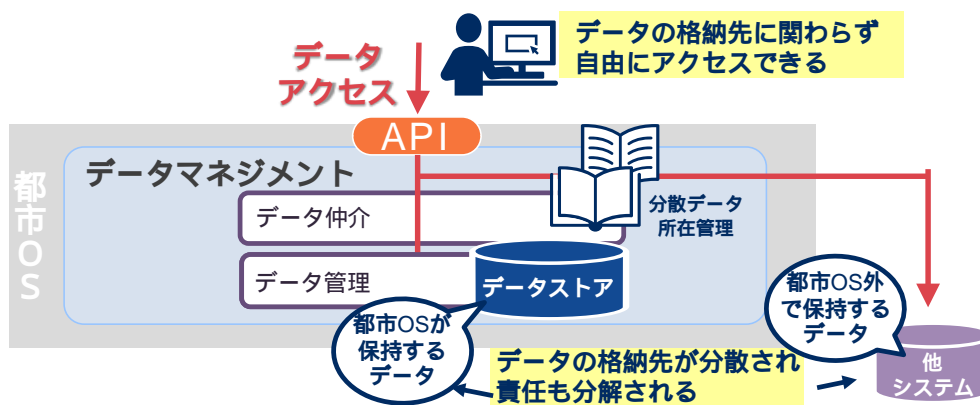 データの格納先に関わらず
自由にアクセスできる
データ
アクセス
API
都市OS
データマネジメント
データ仲介
分散データ
所在管理
データ管理
データストア
都市OSが
保持する
データ
都市OS外
で保持する
データ
データの格納先が分散され
責任も分解される
他
システム